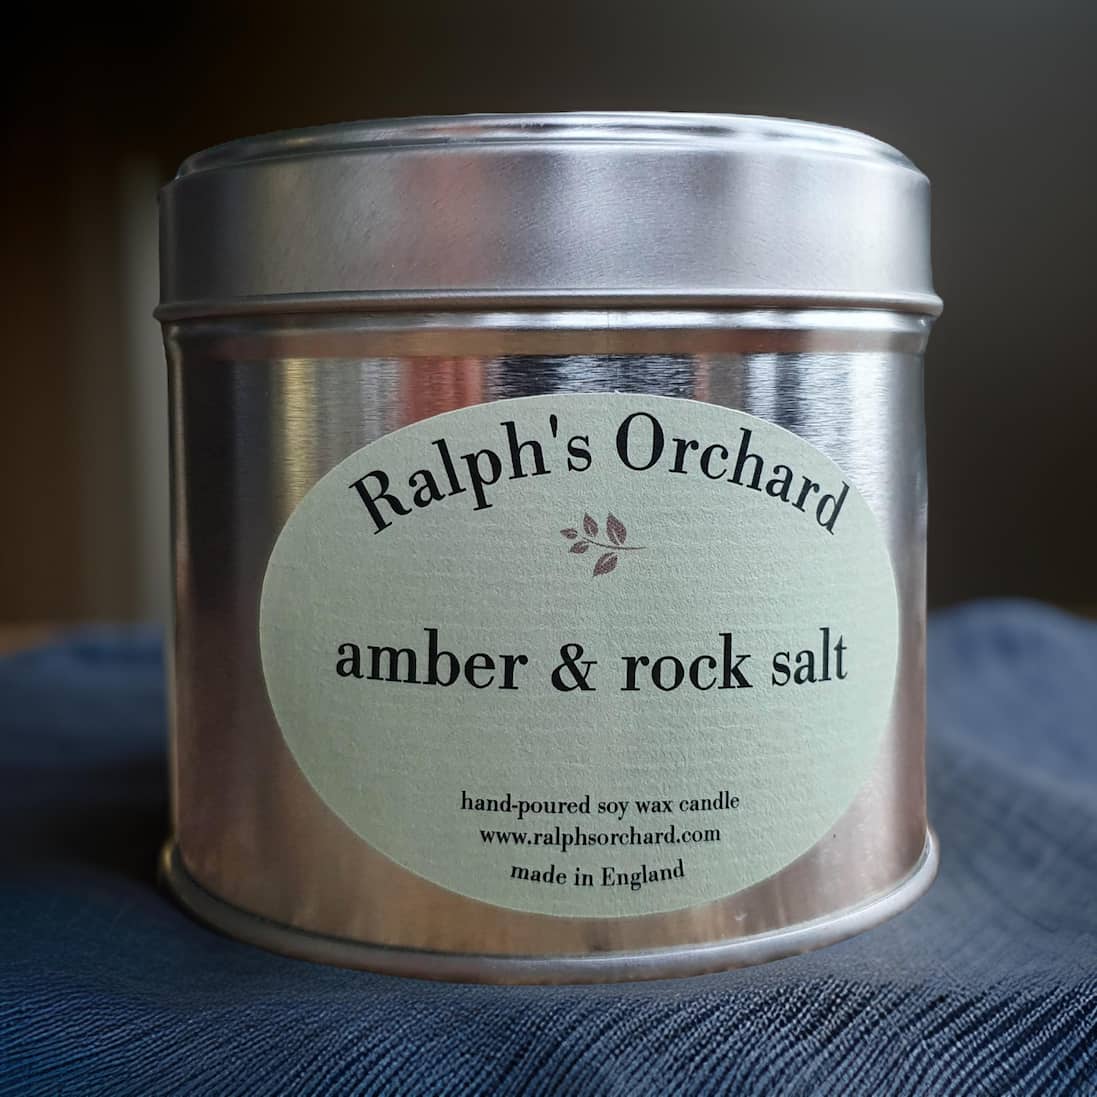 Ralph's Orchard
amber & rock salt
hand-poured soy wax candle
www.ralphsorchard.com
made in England